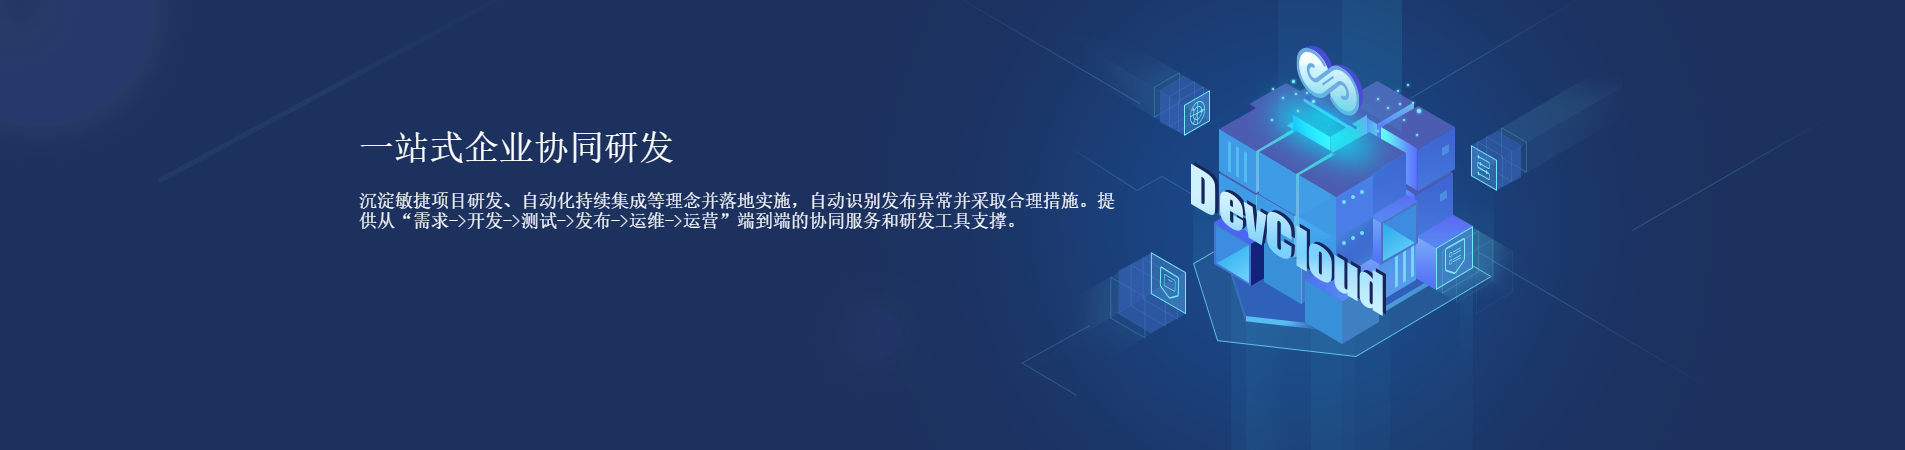 一站式企业协同研发
沉淀敏捷项目研发、自动化持续集成等理念并落地实施，自动识别发布异常并采取合理措施。提
供从“需求->开发->测试->发布->运维->运营”端到端的协同服务和研发工具支撑。
DevCloud